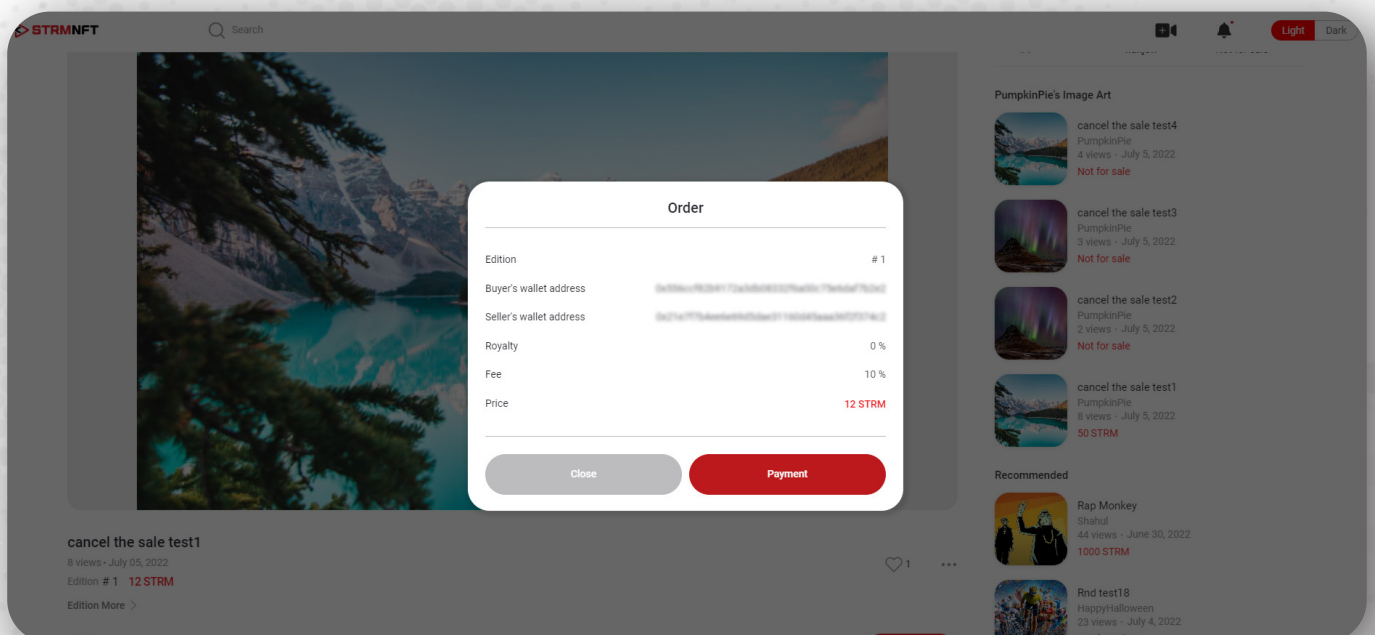 STRMNFT
Search
Light
Dark
PumpkinPie's Image Art
cancel the sale test4
PumpkinPie
4 views · July 5, 2022
Not for sale
cancel the sale test3
PumpkinPie
3 views · July 5, 2022
Not for sale
cancel the sale test2
PumpkinPie
2 views · July 5, 2022
Not for sale
cancel the sale test1
PumpkinPie
8 views · July 5, 2022
50 STRM
Recommended
Rap Monkey
Shahul
44 views · June 30, 2022
1000 STRM
Rnd test18
HappyHalloween
23 views · July 4, 2022
Order
Edition # 1
Buyer's wallet address
Seller's wallet address
Royalty 0 %
Fee 10 %
Price 12 STRM
Close
Payment
cancel the sale test1
8 views • July 05, 2022
1
Edition # 1 12 STRM
Edition More >